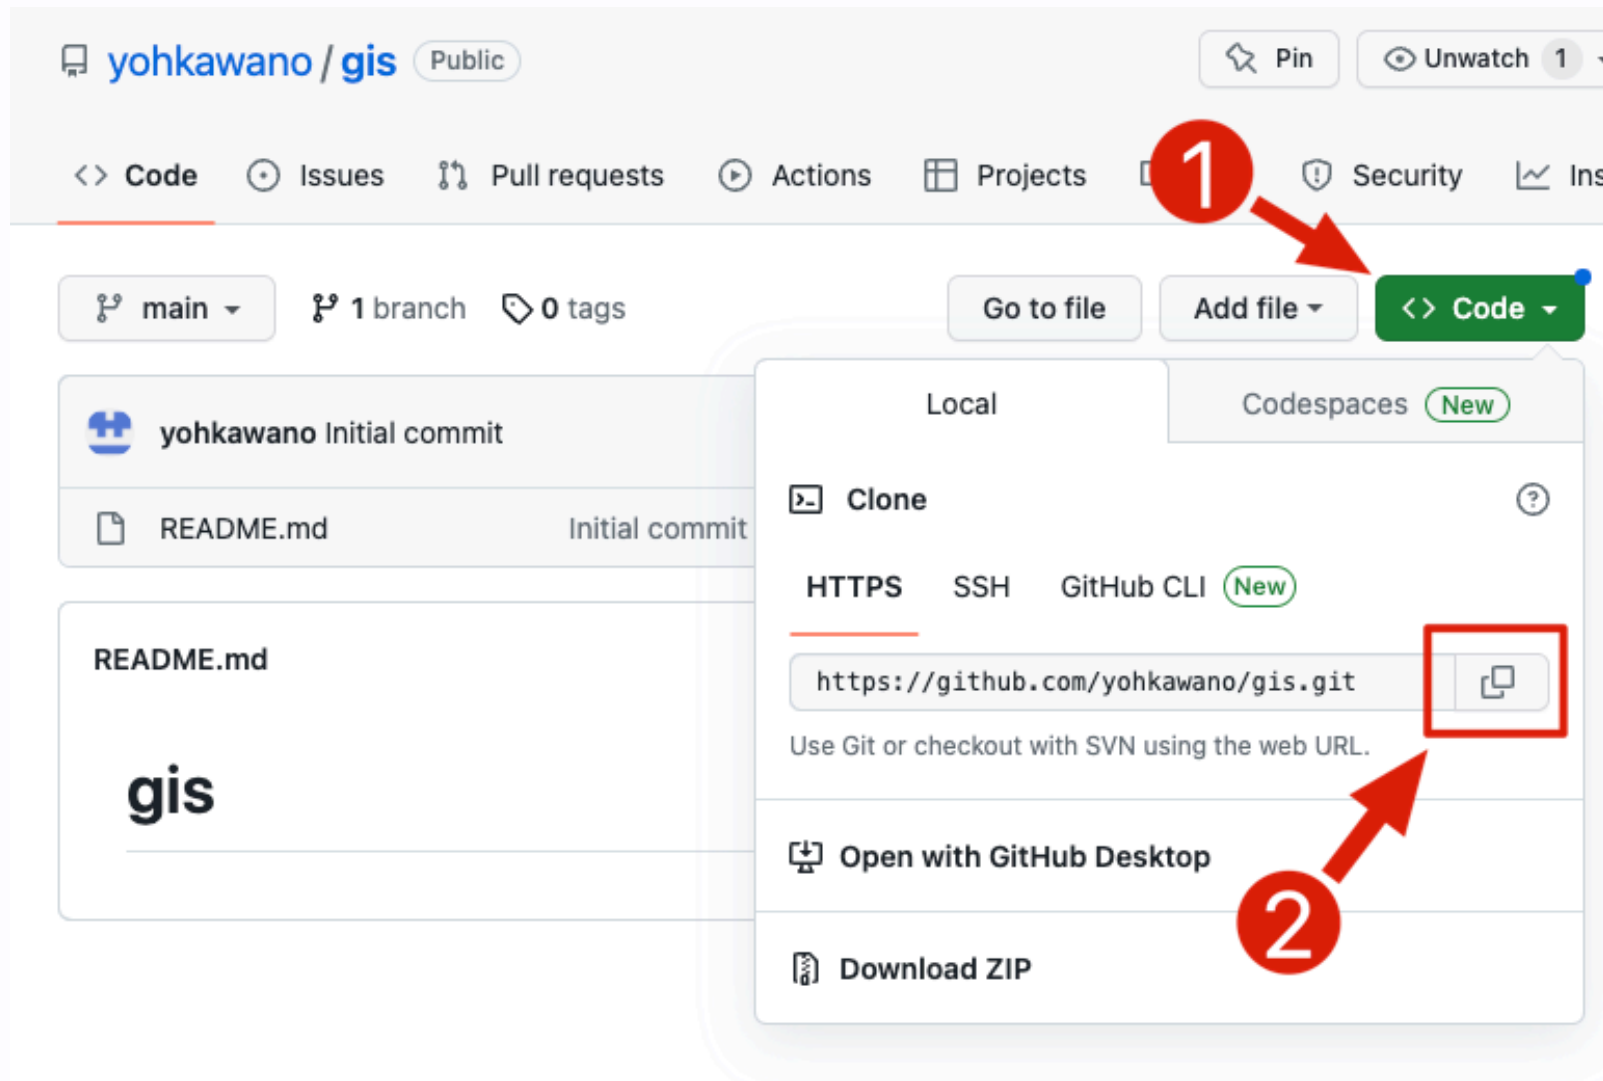 yohkawano / gis Public Pin Unwatch 1
Code Issues Pull requests Actions Projects 1 Security Ins
main 1 branch 0 tags Go to file Add file Code
Local Codespaces New
yohkawano Initial commit
Clone
README.md Initial commit
HTTPS SSH GitHub CLI New
README.md
https://github.com/yohkawano/gis.git
Use Git or checkout with SVN using the web URL.
gis
Open with GitHub Desktop
2
Download ZIP